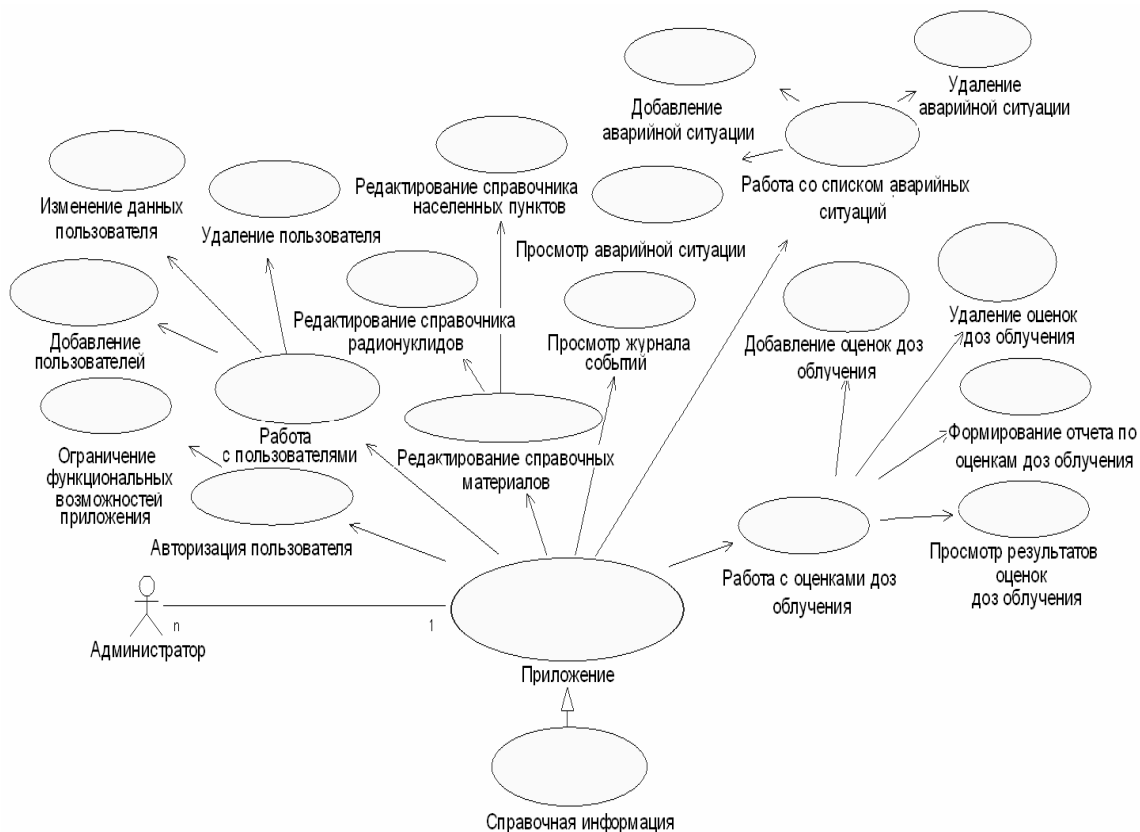 Добавление
аварийной ситуации
Удаление
аварийной ситуации
Работа со списком аварийных
ситуаций
Просмотр аварийной ситуации
Редактирование справочника
населенных пунктов
Изменение данных
пользователя
Удаление пользователя
Добавление
пользователей
Редактирование справочника
радионуклидов
Просмотр журнала
событий
Добавление оценок доз
облучения
Удаление оценок
доз облучения
Ограничение
функциональных
возможностей
приложения
Работа
с пользователями
Редактирование справочных
материалов
Формирование отчета по
оценкам доз облучения
Авторизация пользователя
Работа с оценками доз
облучения
Просмотр результатов
оценок
доз облучения
n
1
Администратор
Приложение
Справочная информация